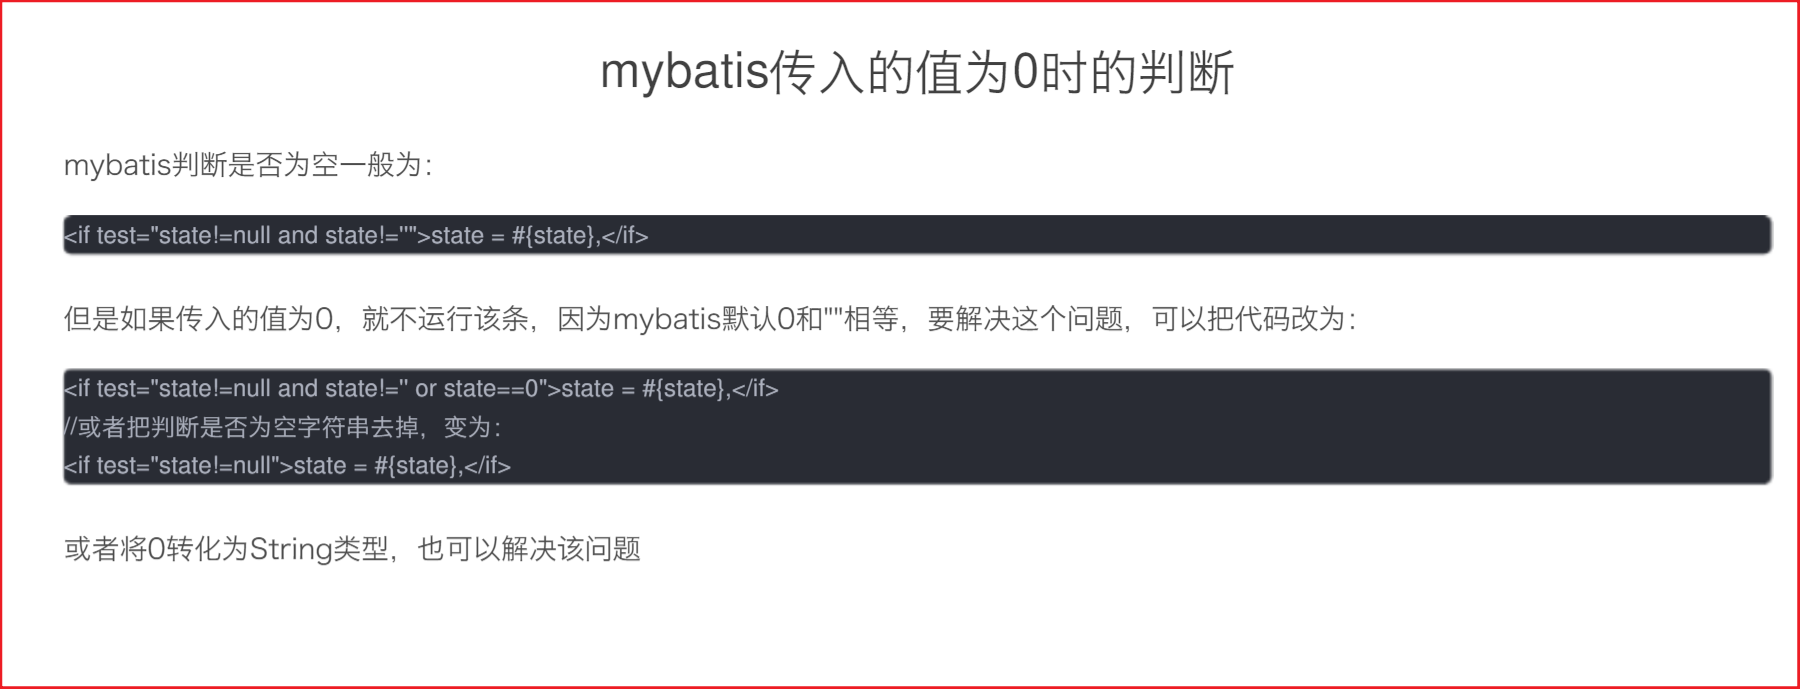 mybatis传入的值为0时的判断
mybatis判断是否为空一般为：
<if test="state!=null and state!=''">state = #{state},</if>
但是如果传入的值为0，就不运行该条，因为mybatis默认0和""相等，要解决这个问题，可以把代码改为：
<if test="state!=null and state!='' or state==0">state = #{state},</if>
//或者把判断是否为空字符串去掉，变为：
<if test="state!=null">state = #{state},</if>
或者将0转化为String类型，也可以解决该问题